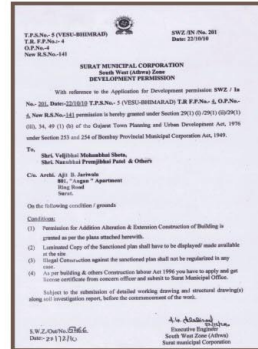 T.P.S.No.- 5 (VESU-BHIMRAD)
T.R. F.P.No.:- 4
O.P.No.-4
New R.S.No.-141
SWZ /IN /No. 201
Date: 22/10/10
SURAT MUNICIPAL CORPORATION
South West (Athwa) Zone
DEVELOPMENT PERMISSION
With reference to the Application for Development permission SWZ / In
No.- 201, Date:-22/10/10 T.P.S.No.- 5 (VESU-BHIMARAD) T.R F.P.No.- 4, O.P.No.-
4, New R.S.No.-141 permission is hereby granted under Section 29(1) (i) /29(1) (ii)/29(1)
(iii), 34, 49 (1) (b) of the Gujarat Town Planning and Urban Development Act, 1976
under Section 253 and 254 of Bombay Provincial Municipal Corporation Act, 1949.
To,
Shri. Veljibhai Mohanbhai Sheta,
Shri. Nanubhai Premjibhai Patel & Others
C/o. Archi. Ajit D. Jariwala
"Angan " Apartment
Ring Road
Surat.
On the following condition / grounds
Conditions:
(1) Permission for Addition Alteration & Extension Construction of Building is
granted as per the plans attached herewith.
(2) Luminated Copy of the Sanctioned plan shall have to be displayed/ made available
at the site.
(3) Illegal Construction against the sanctioned plan shall not be regularized in any
case.
(4) As per building & others Construction labour Act 1996 you have to apply and get
license certificate from concern officer and submit to Surat Municipal Office.
Subject to the submission of detailed working drawing and structural drawing(s)
along soil investigation report, before the commencement of the work.
S.W.Z./Out/No.
Date:-
Executive Engineer
South West Zone (Athwa)
Surat municipal Corporation